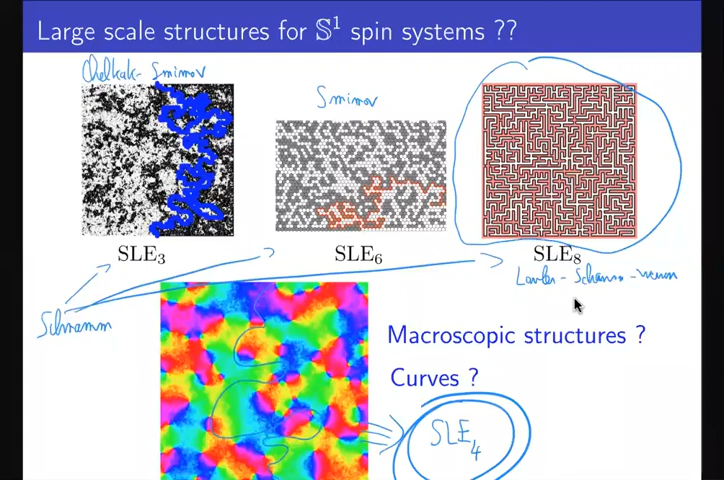 Large scale structures for 𝕊¹ spin systems ??
Chelkak- Smirnov
Smirnov
SLE₃
SLE₆
SLE₈
Schramm
Lawler - Schramm - Werner
Macroscopic structures ?
Curves ?
SLE₄